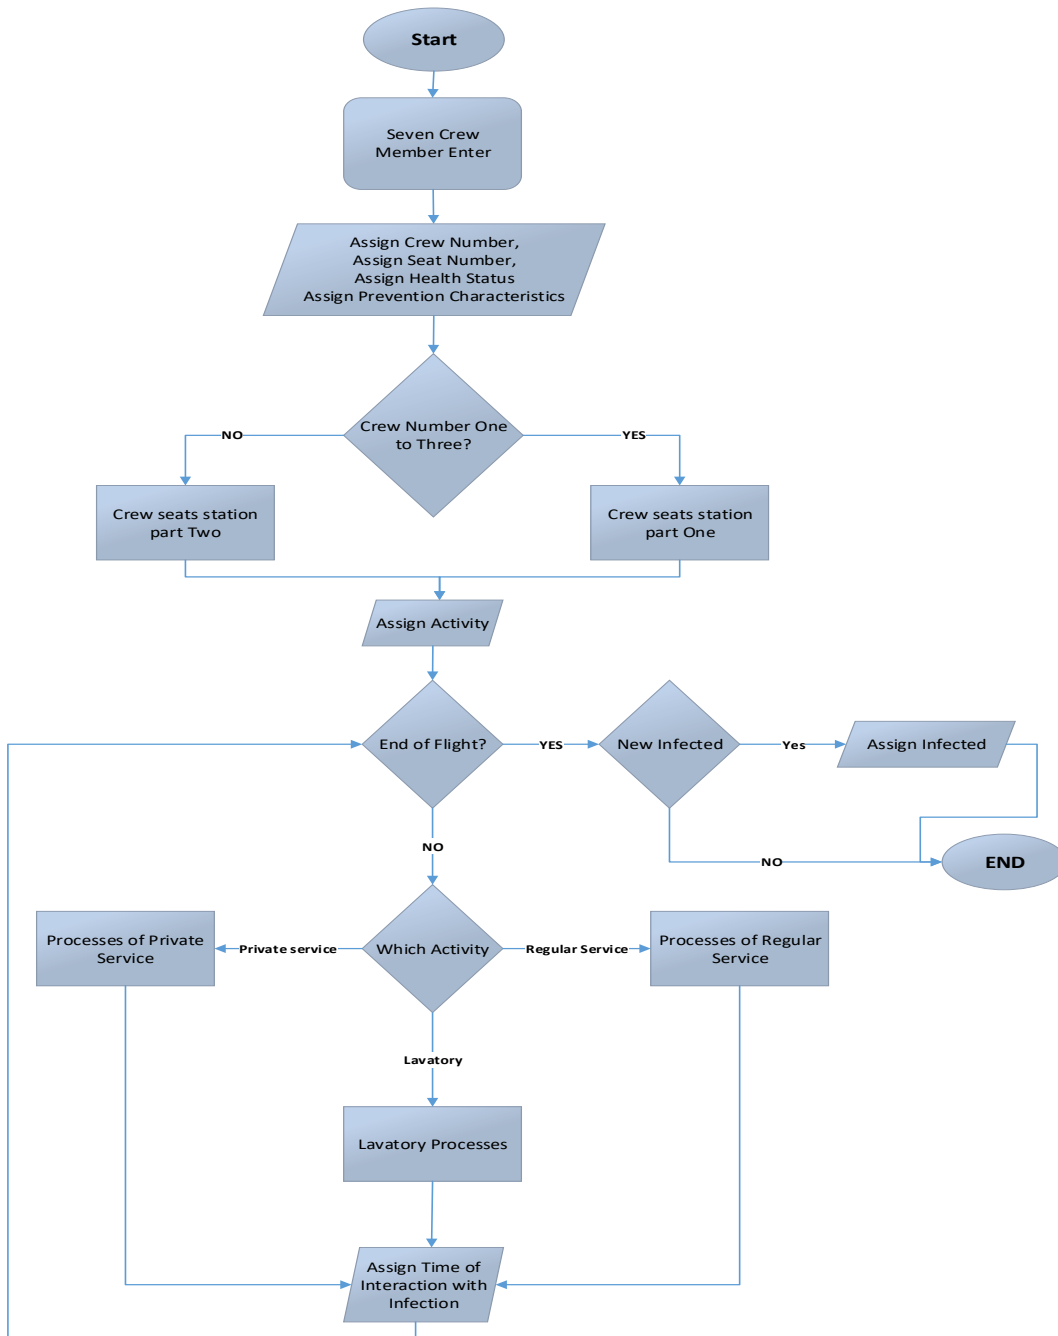 Start
Seven Crew
Member Enter
Assign Crew Number,
Assign Seat Number,
Assign Health Status
Assign Prevention Characteristics
Crew Number One
to Three?
NO
YES
Crew seats station
part Two
Crew seats station
part One
Assign Activity
End of Flight?
YES
New Infected
Yes
Assign Infected
NO
NO
END
Processes of Private
Service
Private service
Which Activity
Regular Service
Processes of Regular
Service
Lavatory
Lavatory Processes
Assign Time of
Interaction with
Infection